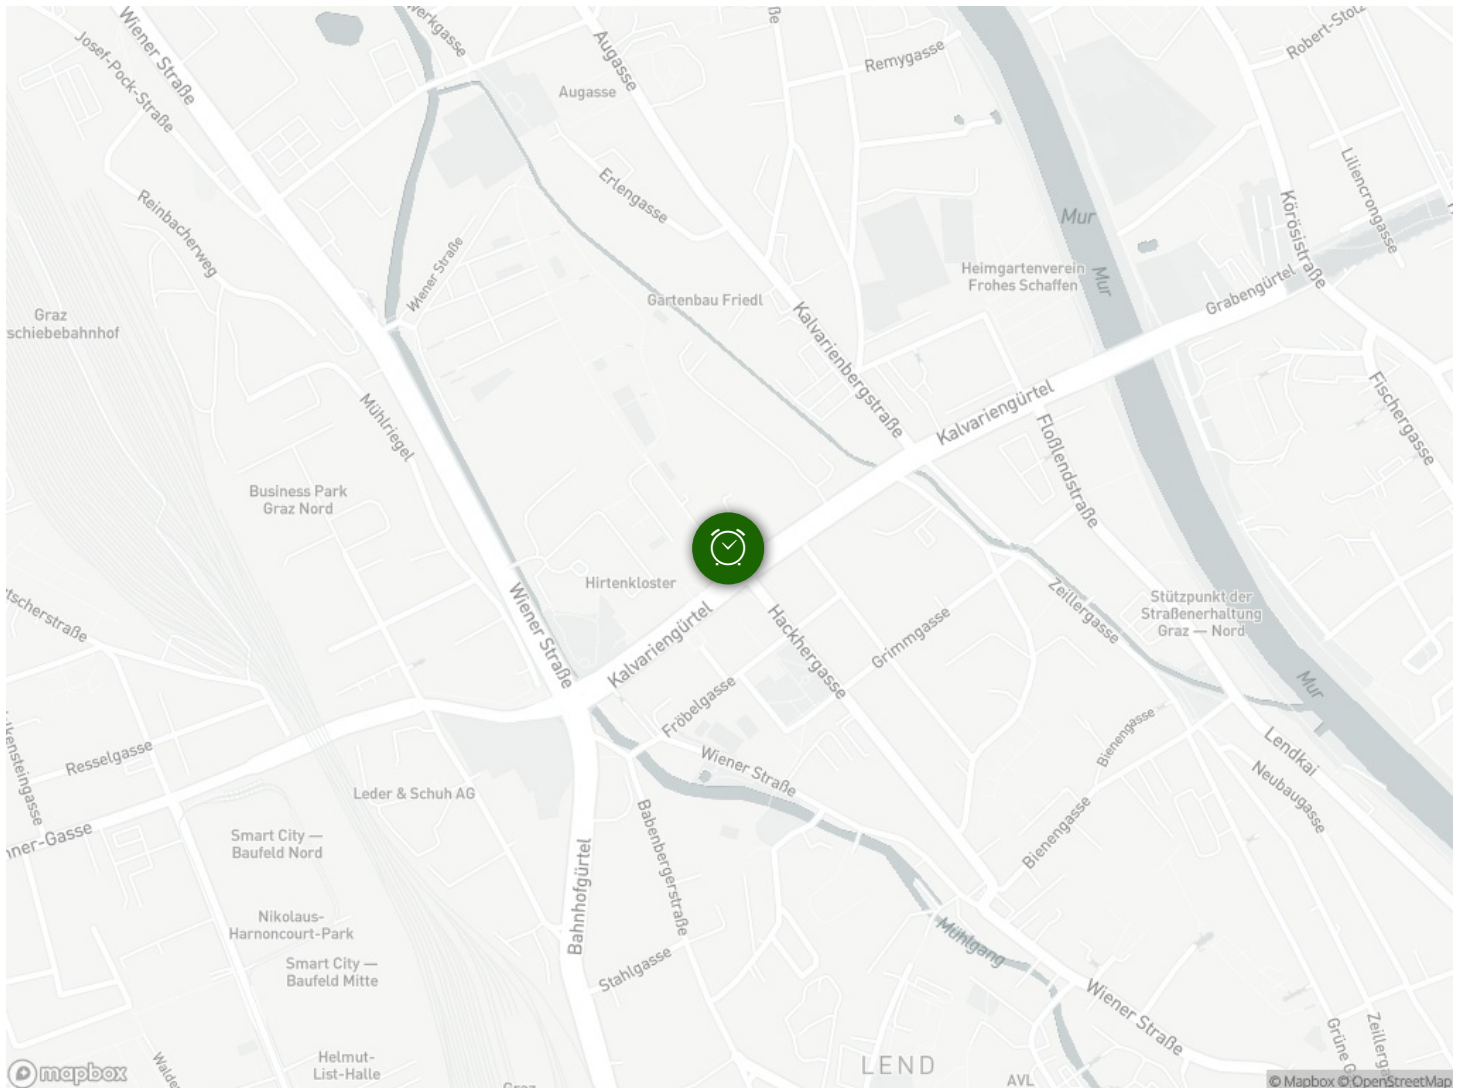 Wiener Straße
Josef-Pock-Straße
Augasse
Augasse
Remygasse
Liliencrongasse
Körösistraße
Erlengasse
Reinbacherweg
Wiener Straße
Mur
Mur
Heimgartenverein
Frohes Schaffen
Grabengürtel
Gartenbau Friedl
Graz
Kalvarienbergstraße
Fischergasse
Mühlriegel
Kalvariengürtel
Floßlendstraße
Business Park
Graz Nord
Hirtenkloster
Wiener Straße
Kalvariengürtel
Hackhergasse
Grimmgasse
Zeillergasse
Stützpunkt der
Straßenerhaltung
Graz — Nord
Mur
Fröbelgasse
Wiener Straße
Bienengasse
Lendkai
Resselgasse
Neubaugasse
Leder & Schuh AG
Bienengasse
Babenbergerstraße
Smart City —
Baufeld Nord
Bahnhofgürtel
Nikolaus-
Harnoncourt-Park
Mühlgang
Smart City —
Baufeld Mitte
Stahlgasse
Wiener Straße
Helmut-
List-Halle
LEND
AVL
mapbox
© Mapbox © OpenStreetMap